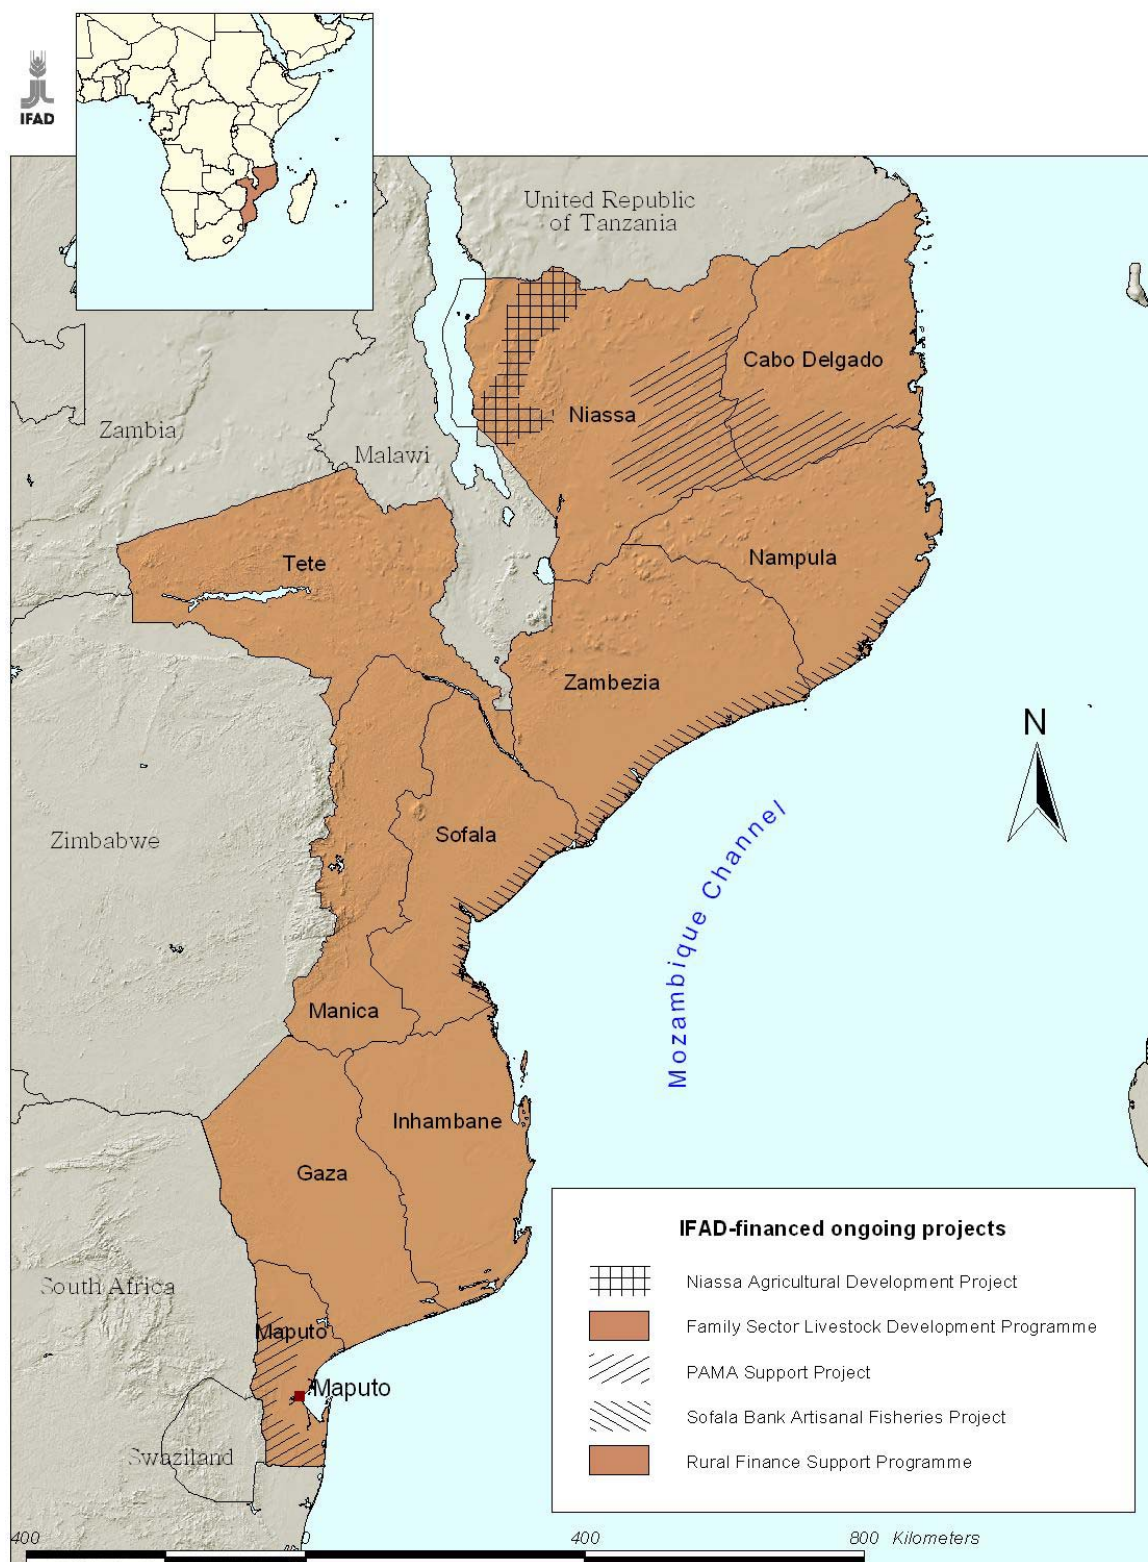 IFAD
United Republic
of Tanzania
Cabo Delgado
Niassa
Zambia
Malawi
Tete
Nampula
Zambezia
N
Zimbabwe
Sofala
Mozambique Channel
Manica
Inhambane
Gaza
South Africa
Maputo
Maputo
Swaziland
IFAD-financed ongoing projects
Niassa Agricultural Development Project
Family Sector Livestock Development Programme
PAMA Support Project
Sofala Bank Artisanal Fisheries Project
Rural Finance Support Programme
400 0 400 800 Kilometers